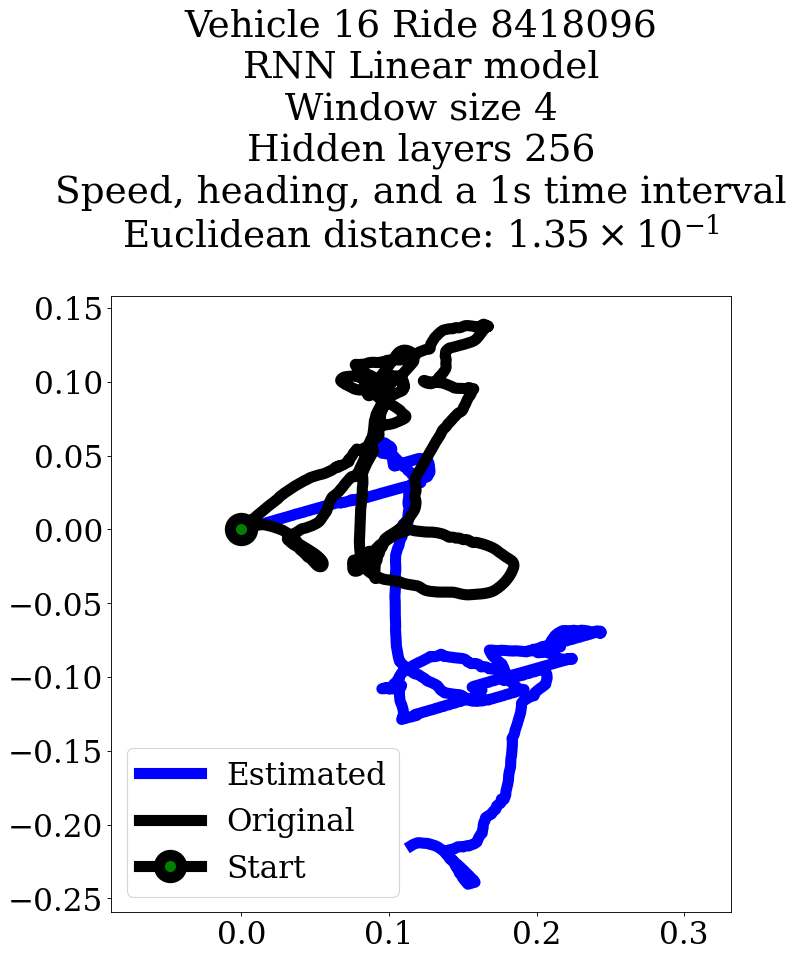 Vehicle 16 Ride 8418096
RNN Linear model
Window size 4
Hidden layers 256
Speed, heading, and a 1s time interval
Euclidean distance: 1.35 × 10⁻¹
0.15
0.10
0.05
0.00
−0.05
−0.10
−0.15
−0.20
−0.25
Estimated
Original
Start
0.0 0.1 0.2 0.3